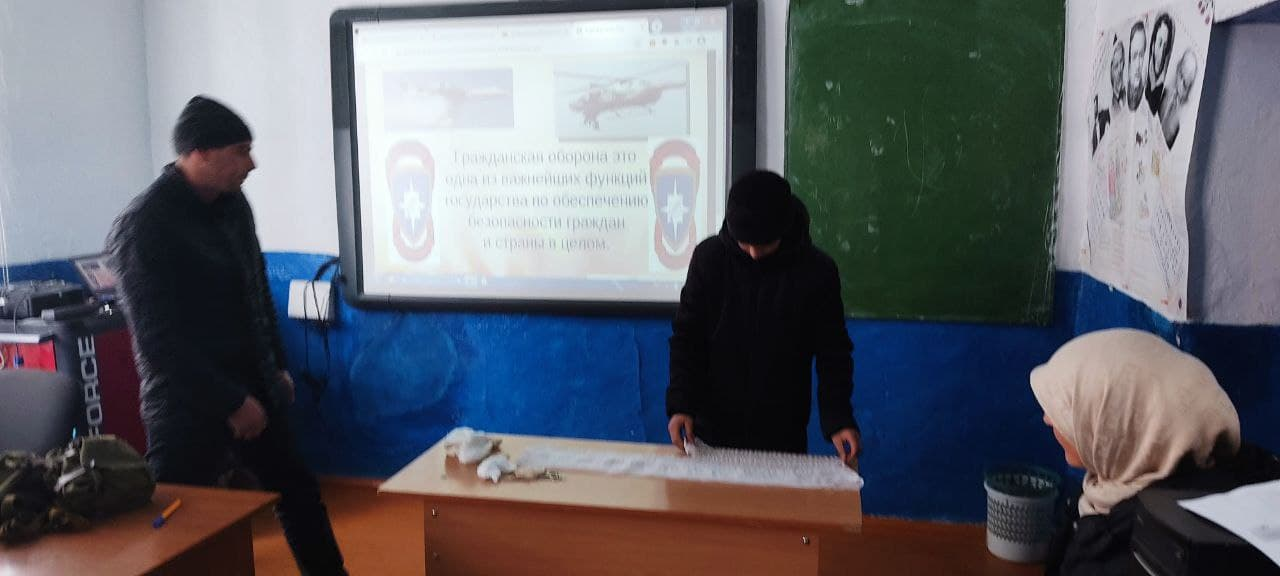 Гражданская оборона это
одна из важнейших функций
государства по обеспечению
безопасности граждан
и страны в целом.
FORCE